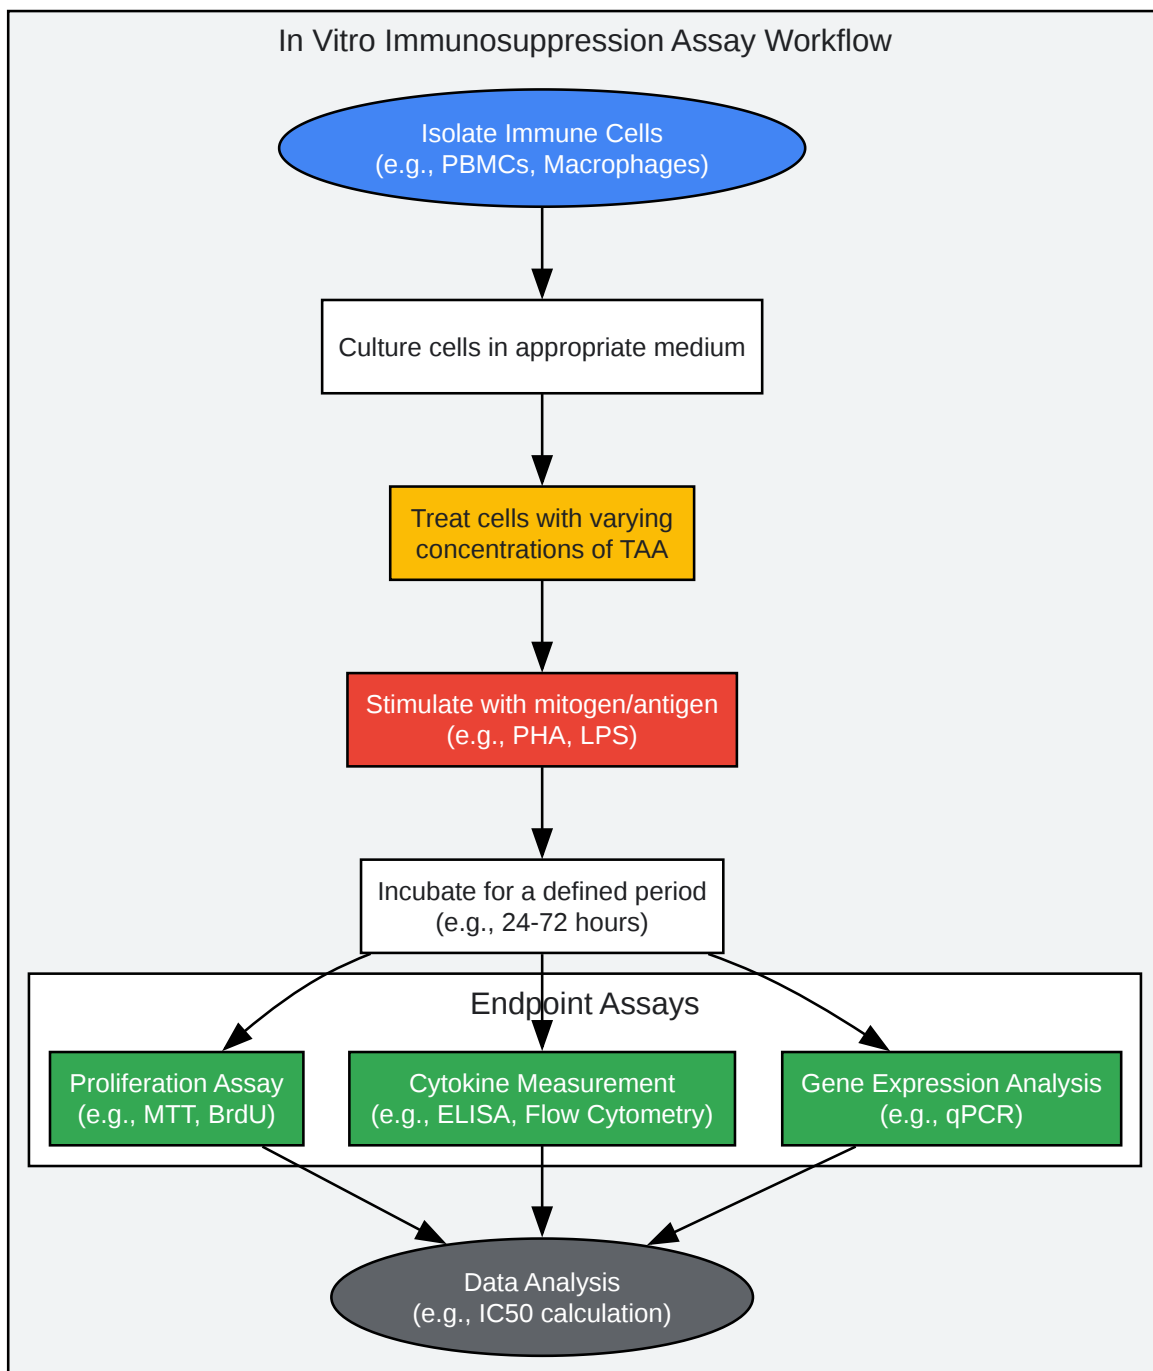 In Vitro Immunosuppression Assay Workflow
Isolate Immune Cells
(e.g., PBMCs, Macrophages)
Culture cells in appropriate medium
Treat cells with varying
concentrations of TAA
Stimulate with mitogen/antigen
(e.g., PHA, LPS)
Incubate for a defined period
(e.g., 24-72 hours)
Endpoint Assays
Proliferation Assay
(e.g., MTT, BrdU)
Cytokine Measurement
(e.g., ELISA, Flow Cytometry)
Gene Expression Analysis
(e.g., qPCR)
Data Analysis
(e.g., IC50 calculation)